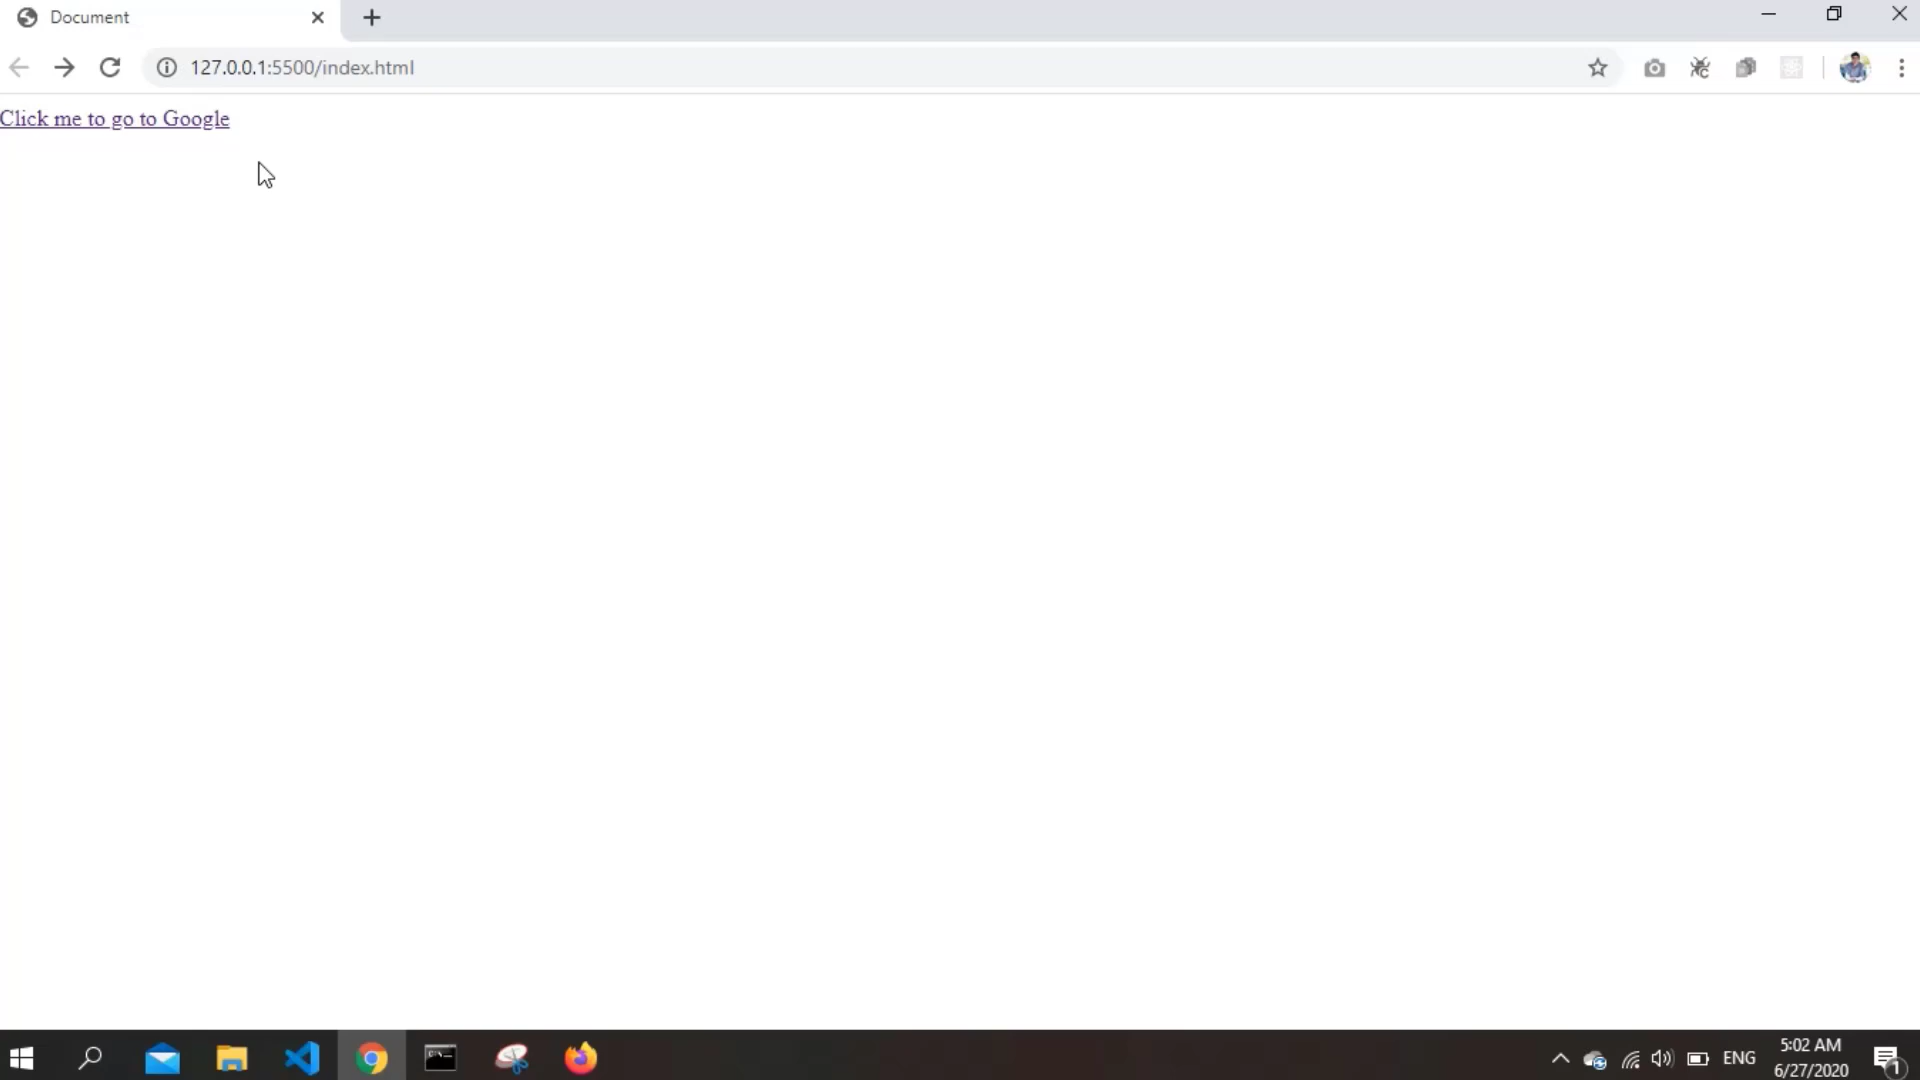 Document
127.0.0.1:5500/index.html
Click me to go to Google
ENG
5:02 AM
6/27/2020
1